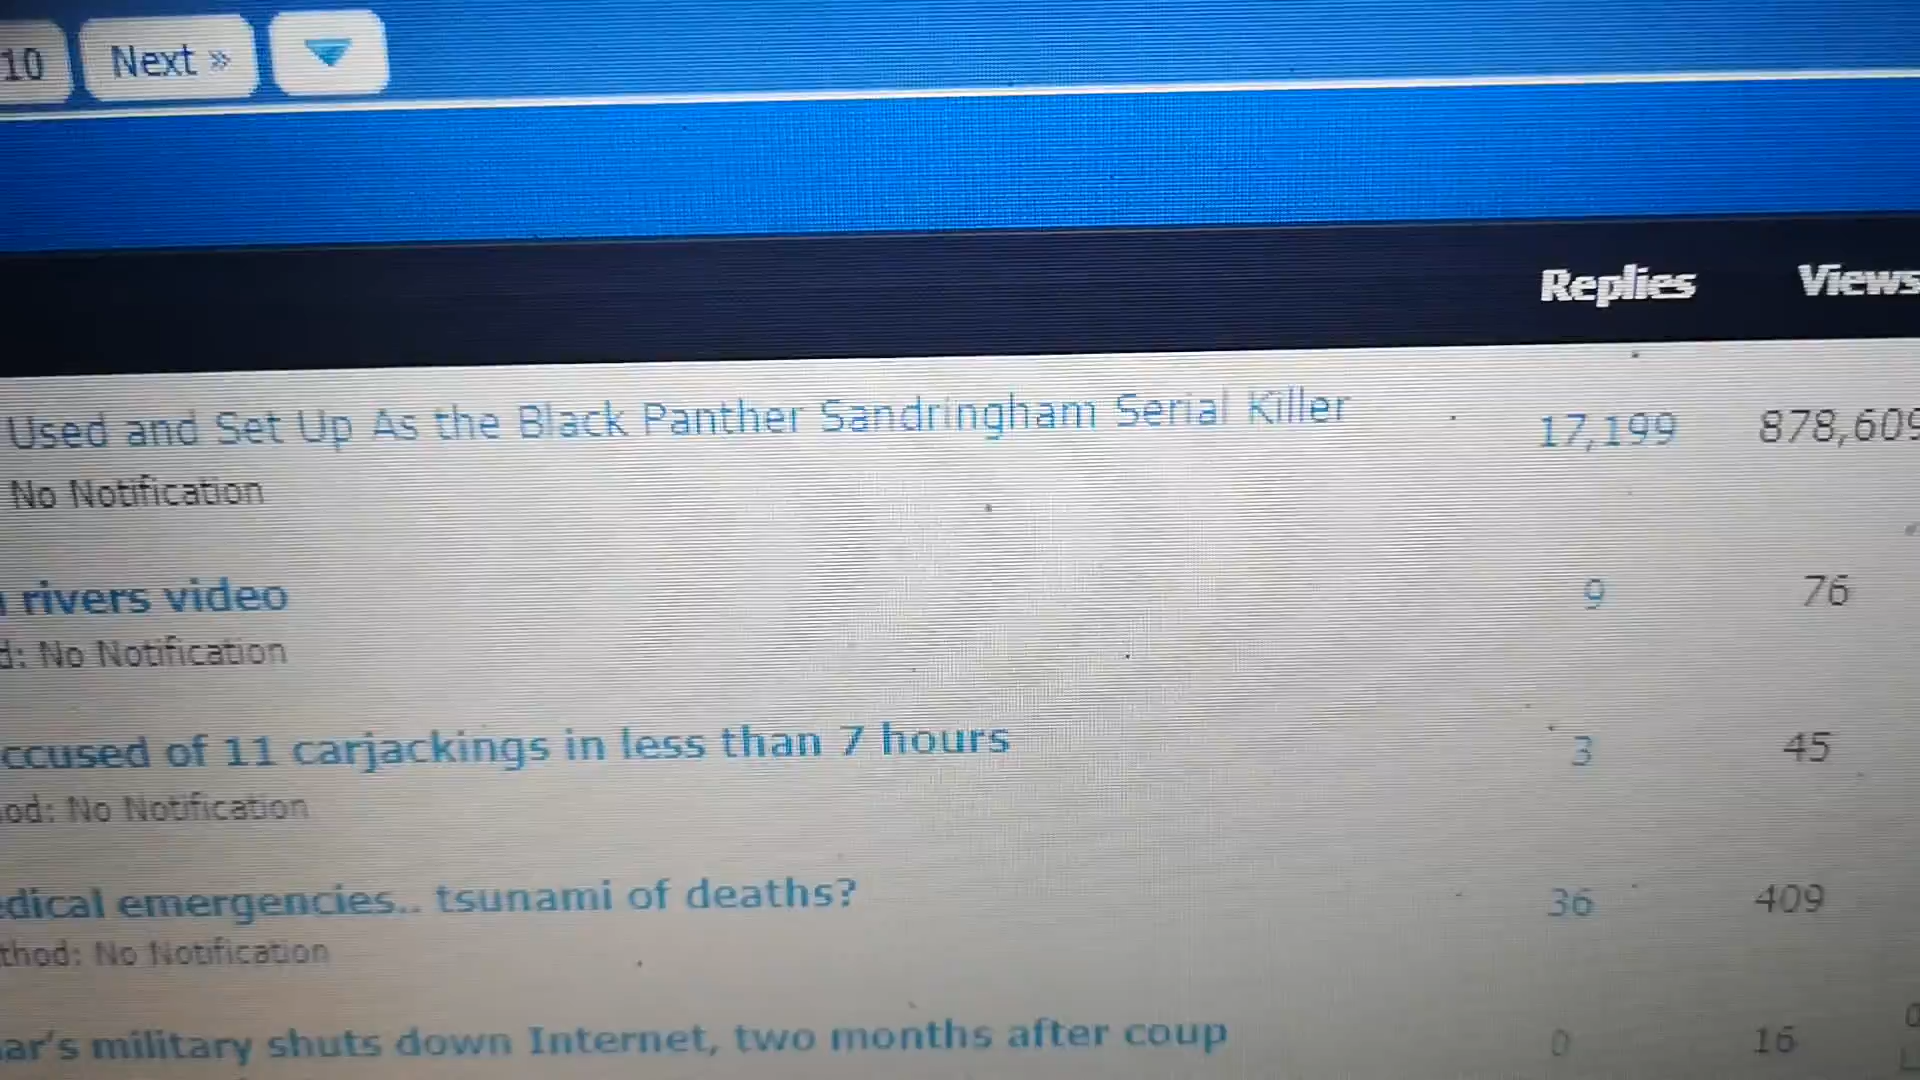 10 Next »
Replies Views
Used and Set Up As the Black Panther Sandringham Serial Killer 17,199 878,609
No Notification
rivers video 9 76
d: No Notification
ccused of 11 carjackings in less than 7 hours 3 45
od: No Notification
dical emergencies.. tsunami of deaths? 36 409
thod: No Notification
ar's military shuts down Internet, two months after coup 0 16